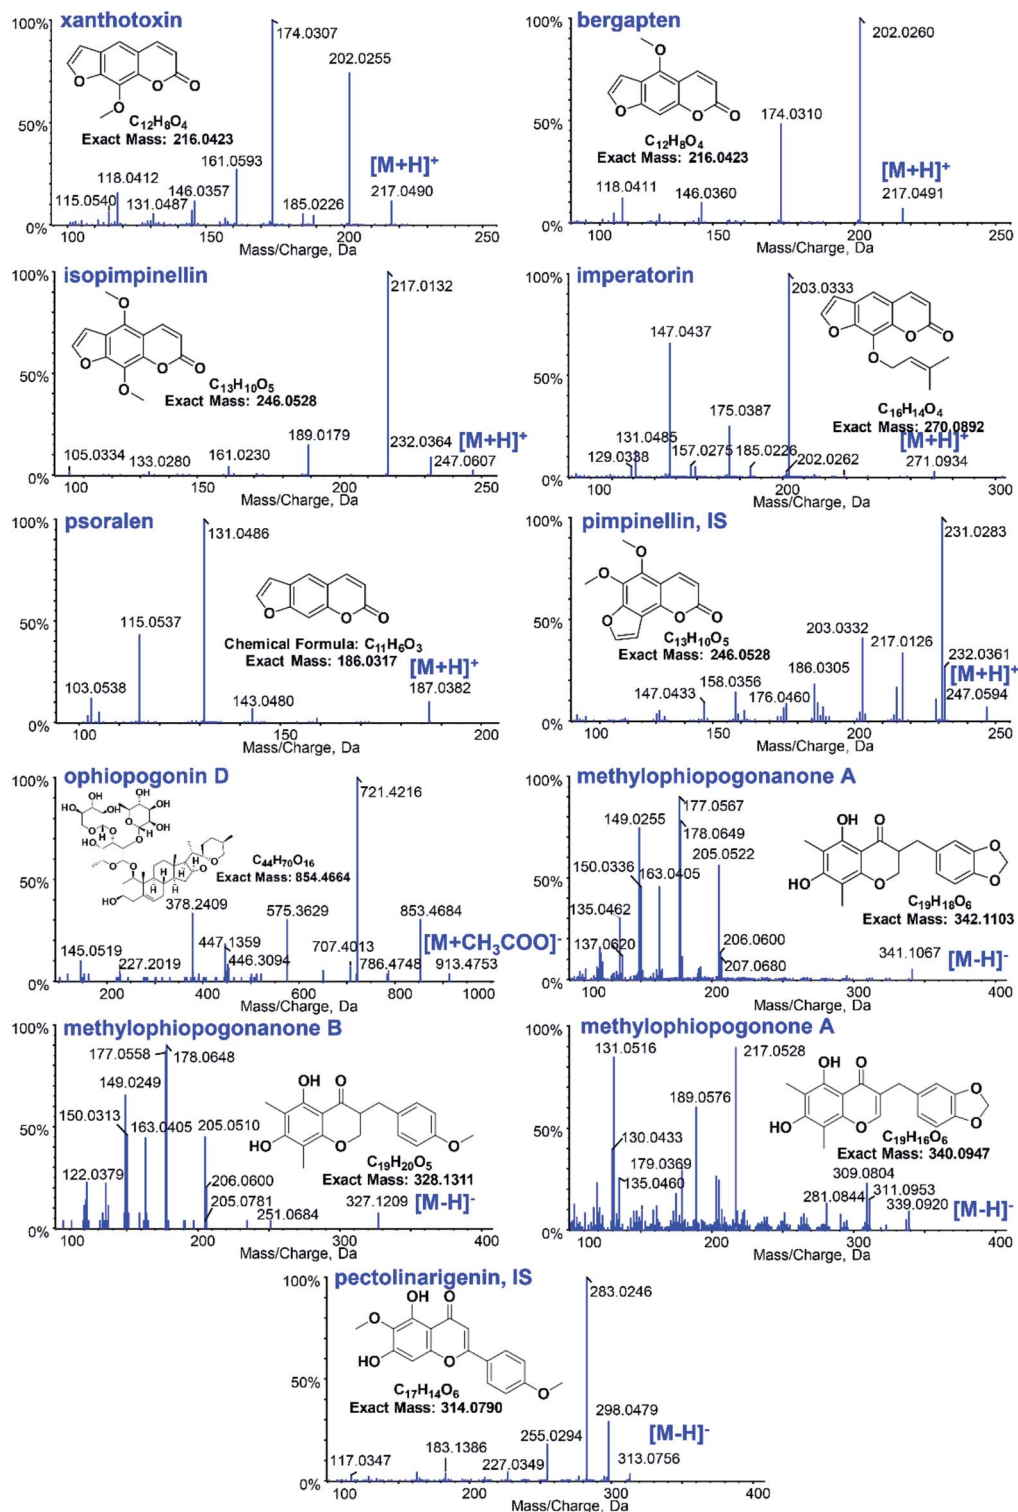 xanthotoxin
100%
50%
0%
174.0307
202.0255
C12H8O4
Exact Mass: 216.0423
161.0593
[M+H]+
118.0412
115.0540
146.0357
131.0487
185.0226
217.0490
100 150 200 250
Mass/Charge, Da
bergapten
100%
50%
0%
202.0260
174.0310
C12H8O4
Exact Mass: 216.0423
[M+H]+
118.0411
146.0360
217.0491
100 150 200 250
Mass/Charge, Da
isopimpinellin
100%
50%
0%
217.0132
C13H10O5
Exact Mass: 246.0528
189.0179
232.0364
[M+H]+
105.0334
133.0280
161.0230
247.0607
100 150 200 250
Mass/Charge, Da
imperatorin
100%
50%
0%
203.0333
147.0437
C16H14O4
Exact Mass: 270.0892
175.0387
[M+H]+
131.0485
129.0338
157.0275
185.0226
202.0262
271.0934
100 200 300
Mass/Charge, Da
psoralen
100%
50%
0%
131.0486
115.0537
Chemical Formula: C11H6O3
Exact Mass: 186.0317
[M+H]+
103.0538
143.0480
187.0382
100 150 200
Mass/Charge, Da
pimpinellin, IS
100%
50%
0%
231.0283
C13H10O5
Exact Mass: 246.0528
203.0332
217.0126
232.0361
186.0305
[M+H]+
158.0356
147.0433
176.0460
247.0594
150 200 250
Mass/Charge, Da
ophiopogonin D
100%
50%
0%
721.4216
C44H70O16
Exact Mass: 854.4664
378.2409
575.3629
853.4684
447.1359
707.4013
[M+CH3COO]-
145.0519
227.2019
446.3094
786.4748
913.4753
200 400 600 800 1000
Mass/Charge, Da
methylophiopogonanone A
100%
50%
0%
177.0567
149.0255
178.0649
205.0522
150.0336
163.0405
C19H18O6
Exact Mass: 342.1103
135.0462
137.0620
206.0600
207.0680
341.1067
[M-H]-
100 200 300 400
Mass/Charge, Da
methylophiopogonanone B
100%
50%
0%
177.0558
178.0648
149.0249
150.0313
163.0405
205.0510
C19H20O5
Exact Mass: 328.1311
122.0379
206.0600
205.0781
251.0684
327.1209
[M-H]-
100 200 300 400
Mass/Charge, Da
methylophiopogonone A
100%
50%
0%
131.0516
217.0528
189.0576
C19H16O6
Exact Mass: 340.0947
130.0433
179.0369
135.0460
309.0804
281.0844
311.0953
339.0920
[M-H]-
100 200 300 400
Mass/Charge, Da
pectolinarigenin, IS
100%
50%
0%
283.0246
C17H14O6
Exact Mass: 314.0790
298.0479
[M-H]-
255.0294
183.1386
117.0347
227.0349
313.0756
100 200 300 400
Mass/Charge, Da